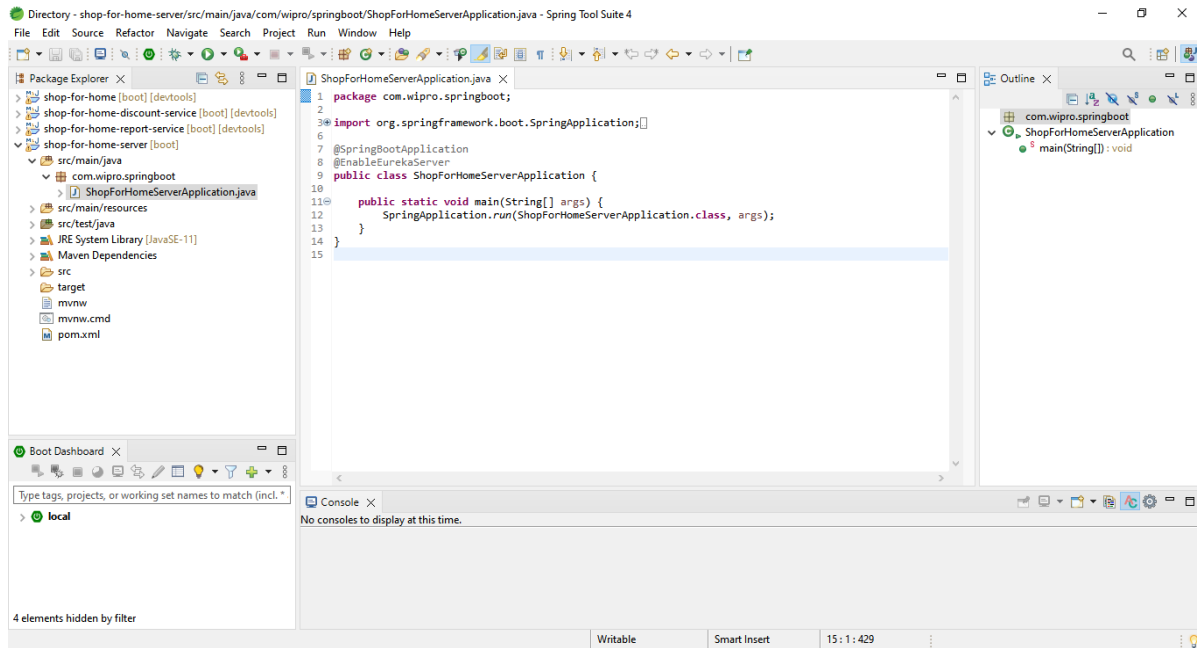 Directory - shop-for-home-server/src/main/java/com/wipro/springboot/ShopForHomeServerApplication.java - Spring Tool Suite 4
File Edit Source Refactor Navigate Search Project Run Window Help
Package Explorer
shop-for-home [boot] [devtools]
shop-for-home-discount-service [boot] [devtools]
shop-for-home-report-service [boot] [devtools]
shop-for-home-server [boot]
src/main/java
com.wipro.springboot
ShopForHomeServerApplication.java
src/main/resources
src/test/java
JRE System Library [JavaSE-11]
Maven Dependencies
src
target
mvnw
mvnw.cmd
pom.xml
ShopForHomeServerApplication.java
1 package com.wipro.springboot;
2
3 import org.springframework.boot.SpringApplication;
6
7 @SpringBootApplication
8 @EnableEurekaServer
9 public class ShopForHomeServerApplication {
10
11 public static void main(String[] args) {
12 SpringApplication.run(ShopForHomeServerApplication.class, args);
13 }
14 }
15
Outline
com.wipro.springboot
ShopForHomeServerApplication
main(String[]) : void
Boot Dashboard
Type tags, projects, or working set names to match (incl. *
local
4 elements hidden by filter
Console
No consoles to display at this time.
Writable Smart Insert 15 : 1 : 429